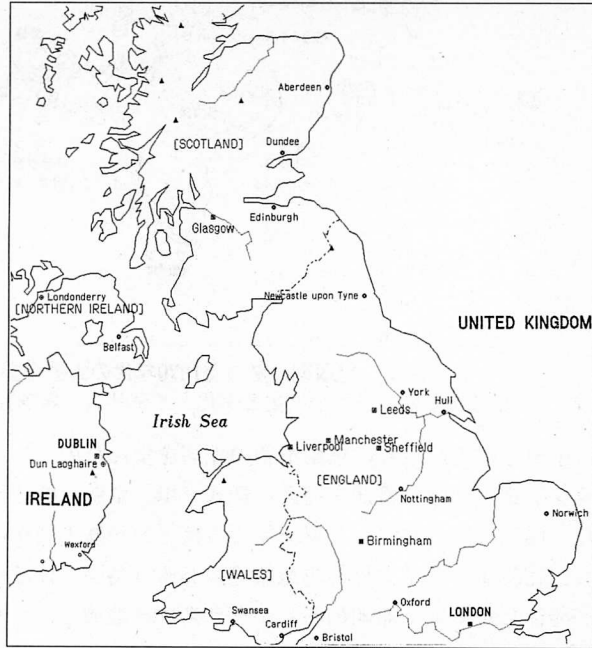 Aberdeen
[SCOTLAND]
Dundee
Edinburgh
Glasgow
Londonderry
[NORTHERN IRELAND]
Newcastle upon Tyne
UNITED KINGDOM
Belfast
York
Leeds
Hull
Irish Sea
DUBLIN
Manchester
Liverpool
Sheffield
Dun Laoghaire
[ENGLAND]
IRELAND
Nottingham
Norwich
Wexford
Birmingham
[WALES]
Oxford
Swansea
LONDON
Cardiff
Bristol